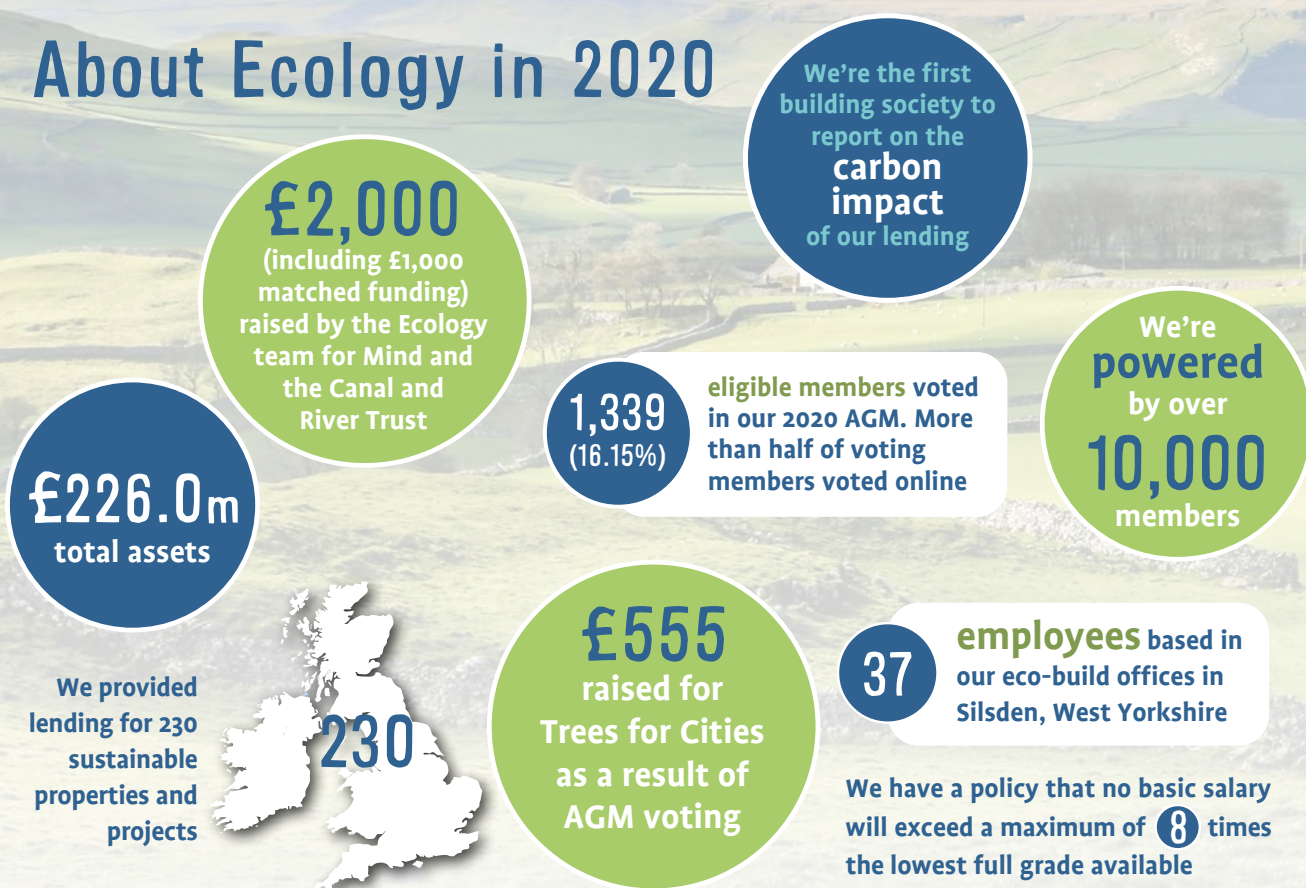 About Ecology in 2020
We're the first
building society to
report on the
carbon
impact
of our lending
£2,000
(including £1,000
matched funding)
raised by the Ecology
team for Mind and
the Canal and
River Trust
We're
powered
by over
10,000
members
1,339
(16.15%)
eligible members voted
in our 2020 AGM. More
than half of voting
members voted online
£226.0m
total assets
£555
raised for
Trees for Cities
as a result of
AGM voting
37
employees based in
our eco-build offices in
Silsden, West Yorkshire
We provided
lending for 230
sustainable
properties and
projects
230
We have a policy that no basic salary
will exceed a maximum of 8 times
the lowest full grade available